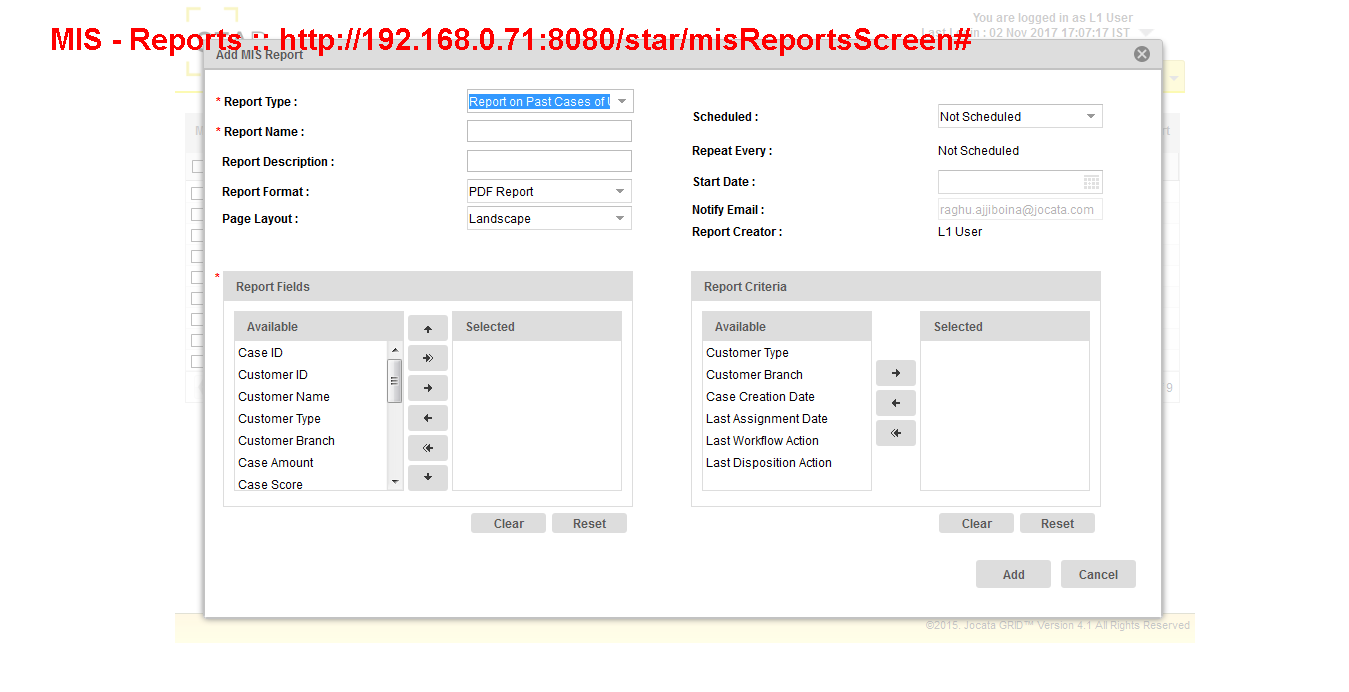 You are logged in as L1 User
MIS - Reports :: http://192.168.0.71:8080/star/misReportsScreen#
: 02 Nov 2017 17:07:17 IST
Add MIS Report
* Report Type :
Report on Past Cases of
* Report Name :
Report Description :
Report Format :
PDF Report
Page Layout :
Landscape
Scheduled :
Not Scheduled
Repeat Every :
Not Scheduled
Start Date :
Notify Email :
raghu.ajjiboina@jocata.com
Report Creator :
L1 User
*
Report Fields
Available
Case ID
Customer ID
Customer Name
Customer Type
Customer Branch
Case Amount
Case Score
Selected
Clear
Reset
Report Criteria
Available
Customer Type
Customer Branch
Case Creation Date
Last Assignment Date
Last Workflow Action
Last Disposition Action
Selected
Clear
Reset
Add
Cancel
©2015. Jocata GRID™ Version 4.1 All Rights Reserved